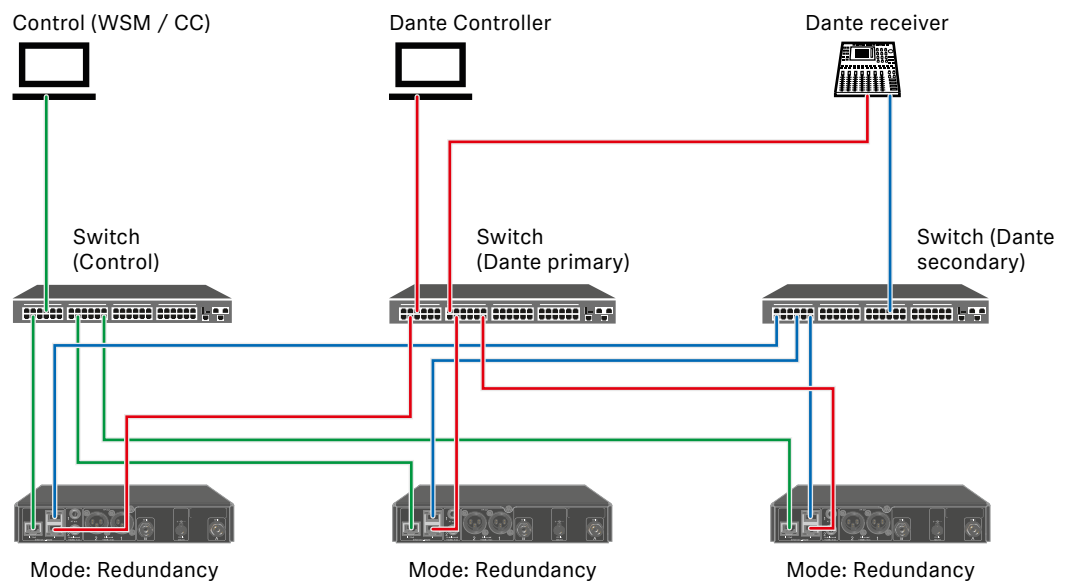 Control (WSM / CC)
Dante Controller
Dante receiver
Switch
(Control)
Switch
(Dante primary)
Switch (Dante
secondary)
Mode: Redundancy
Mode: Redundancy
Mode: Redundancy